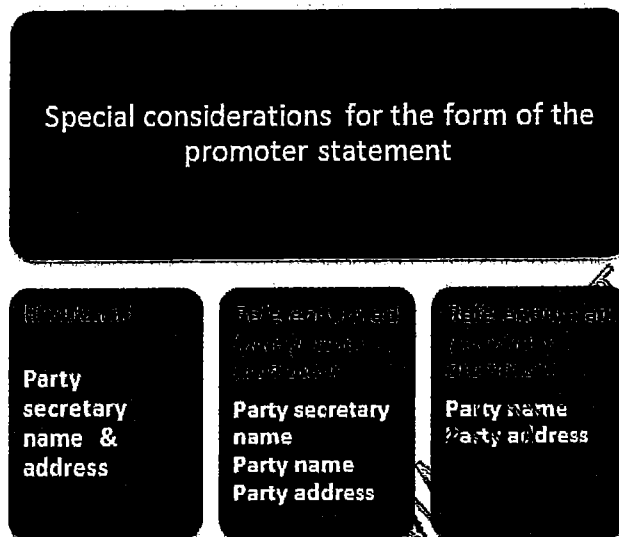 Special considerations for the form of the
promoter statement
Party
secretary
name &
address
Party secretary
name
Party name
Party address
Party name
Party address